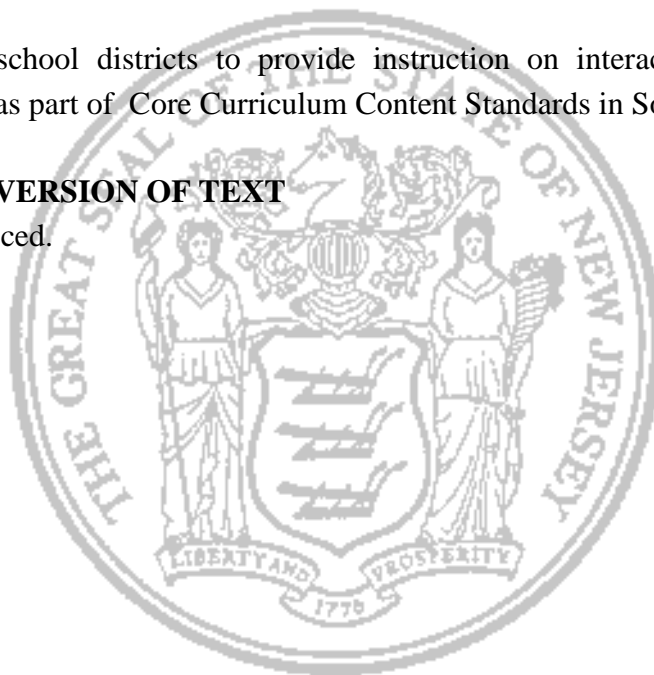 school districts to provide instruction on interac
as part of Core Curriculum Content Standards in So
VERSION OF TEXT
ced.
THE GREAT SEAL OF THE STATE OF NEW JERSEY
LIBERTY AND PROSPERITY
1776